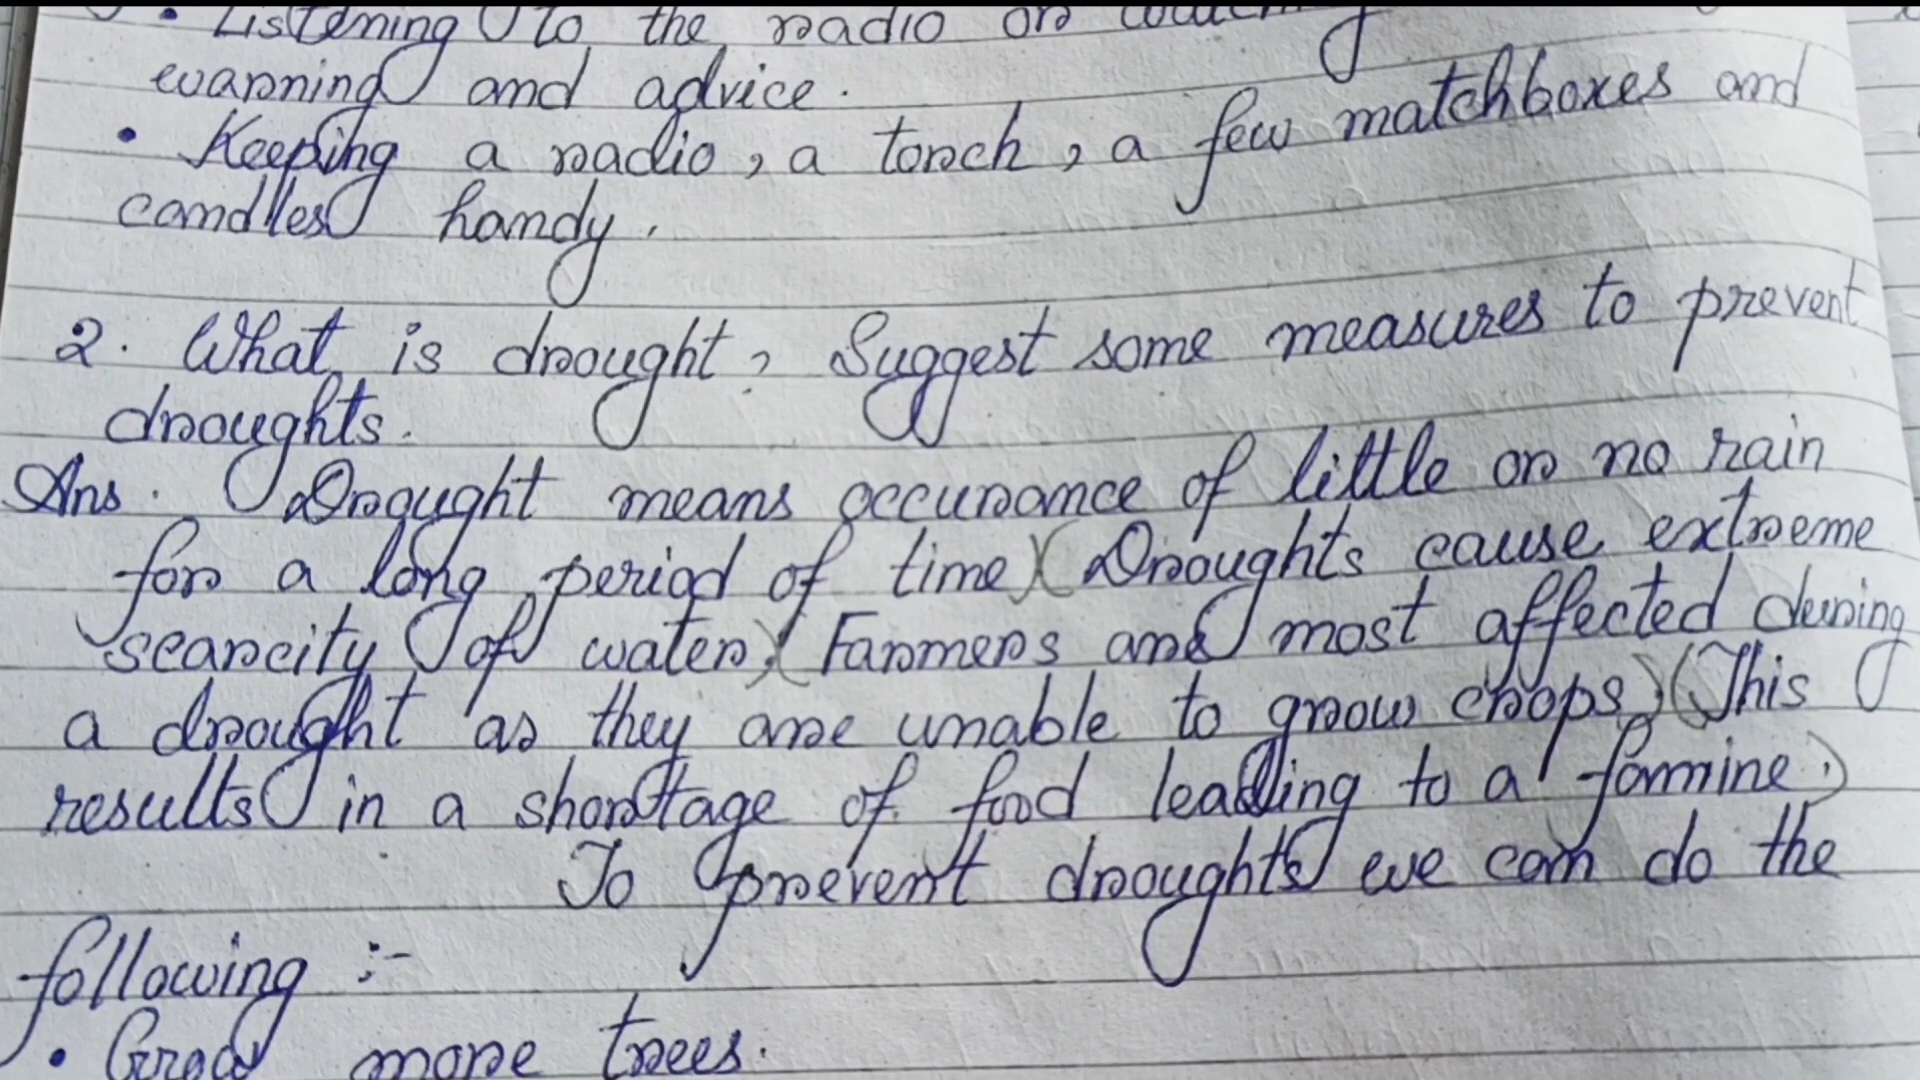 • Listening to the radio or
warning and advice.
• Keeping a radio, a torch, a few matchboxes and
candles handy.
2. What is drought? Suggest some measures to prevent
droughts.
Ans. Drought means occurance of little or no rain
for a long period of time) (Droughts cause extreme
scarcity of water.) (Farmers are most affected during
a drought as they are unable to grow crops.) (This
results in a shortage of food leading to a famine.)
To prevent droughts we can do the
following :-
• Grow more trees.